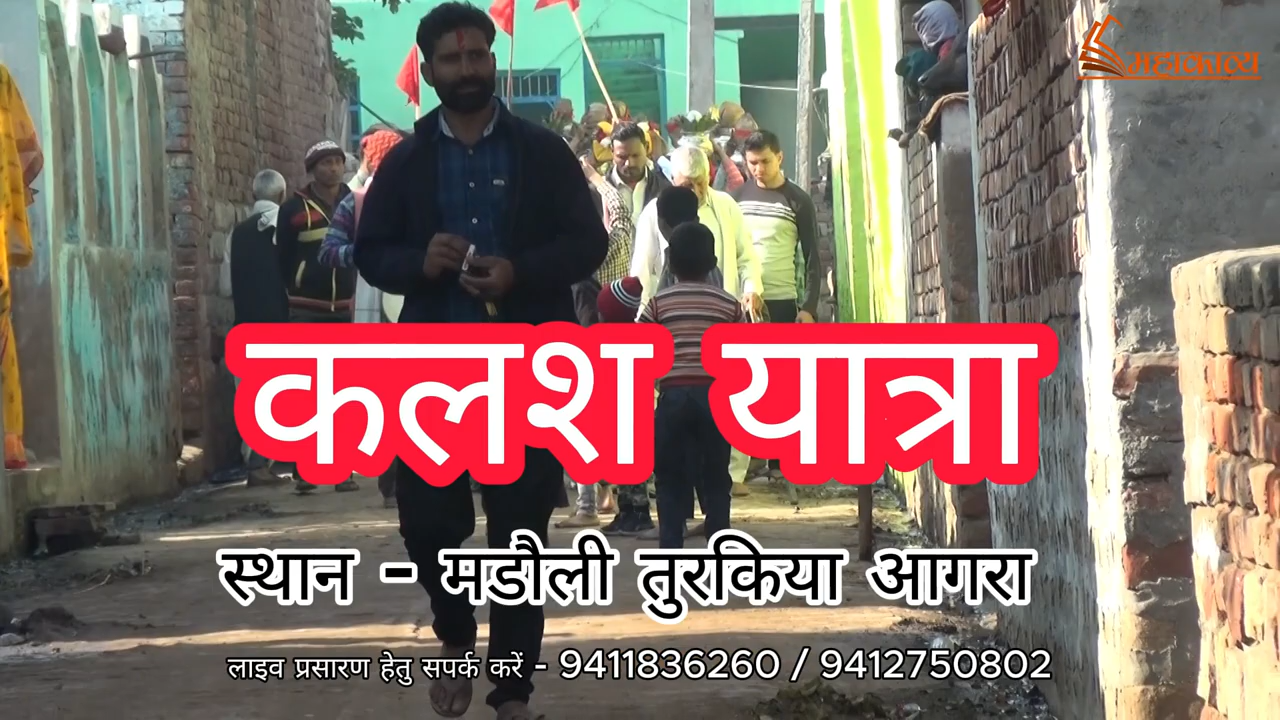 महाकाव्य
कलश यात्रा
स्थान - मडौली तुरकिया आगरा
लाइव प्रसारण हेतु सपर्क करें - 9411836260 / 9412750802